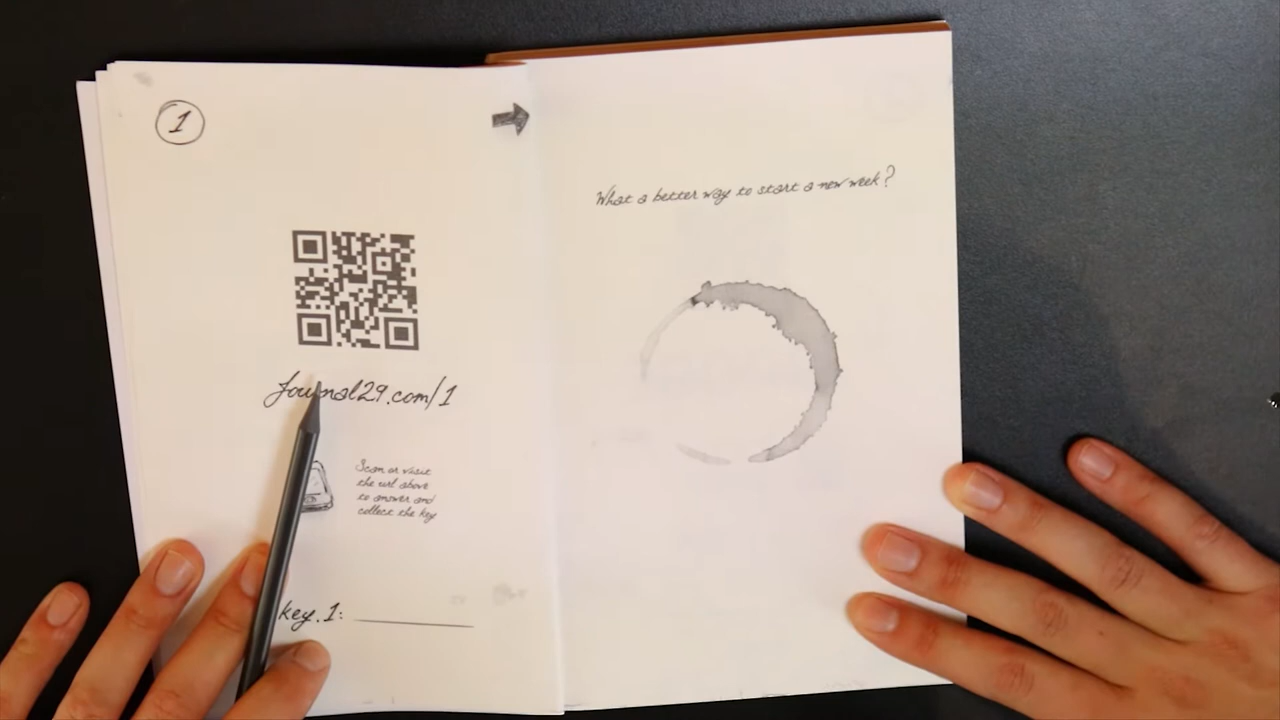 1
Journal29.com/1
Scan or visit
the url above
to answer and
collect the key
key.1:
What a better way to start a new week?